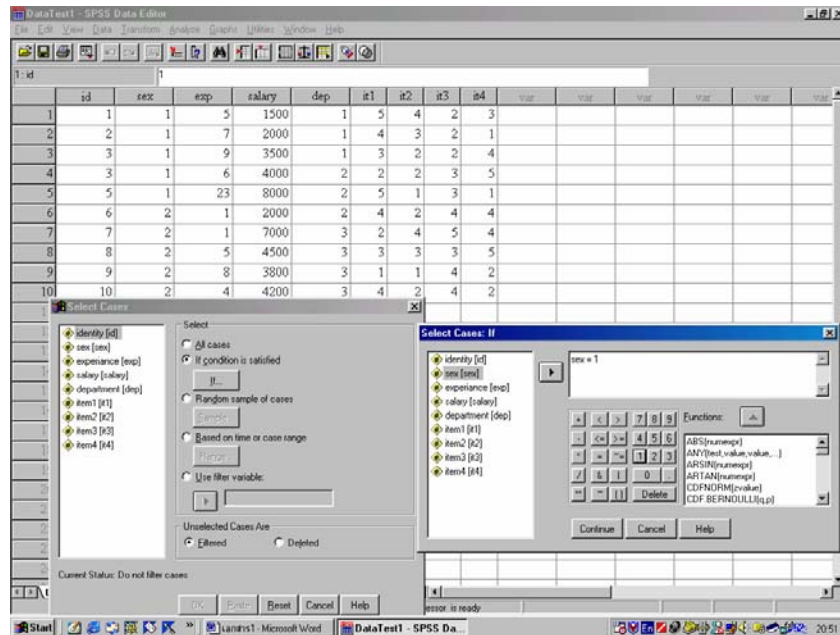 DataTest1 - SPSS Data Editor
File Edit View Data Transform Analyze Graphs Utilities Window Help
1 : id 1
id sex exp salary dep it1 it2 it3 it4 var var var var var var
1 1 1 5 1500 1 5 4 2 3
2 2 1 7 2000 1 4 3 2 1
3 3 1 9 3500 1 3 2 2 4
4 3 1 6 4000 2 2 2 3 5
5 5 1 23 8000 2 5 1 3 1
6 6 2 1 2000 2 4 2 4 4
7 7 2 1 7000 3 2 4 5 4
8 8 2 5 4500 3 3 3 3 5
9 9 2 8 3800 3 1 1 4 2
10 10 2 4 4200 3 4 2 4 2
Select Cases
identity [id]
sex [sex]
experiance [exp]
salary [salary]
department [dep]
item1 [it1]
item2 [it2]
item3 [it3]
item4 [it4]
Select
All cases
If condition is satisfied
If...
Random sample of cases
Sample...
Based on time or case range
Range...
Use filter variable:
Unselected Cases Are
Filtered Deleted
Current Status: Do not filter cases
OK Paste Reset Cancel Help
Select Cases: If
identity [id]
sex [sex]
experiance [exp]
salary [salary]
department [dep]
item1 [it1]
item2 [it2]
item3 [it3]
item4 [it4]
sex = 1
+ < > 7 8 9
- <= >= 4 5 6
* = ~= 1 2 3
/ & | 0 .
** ~ ( ) Delete
Functions:
ABS(numexpr)
ANY(test,value,value,...)
ARSIN(numexpr)
ARTAN(numexpr)
CDFNORM(zvalue)
CDF.BERNOULLI(q,p)
Continue Cancel Help
essor is ready
Start - Microsoft Word DataTest1 - SPSS Da... En 20:51